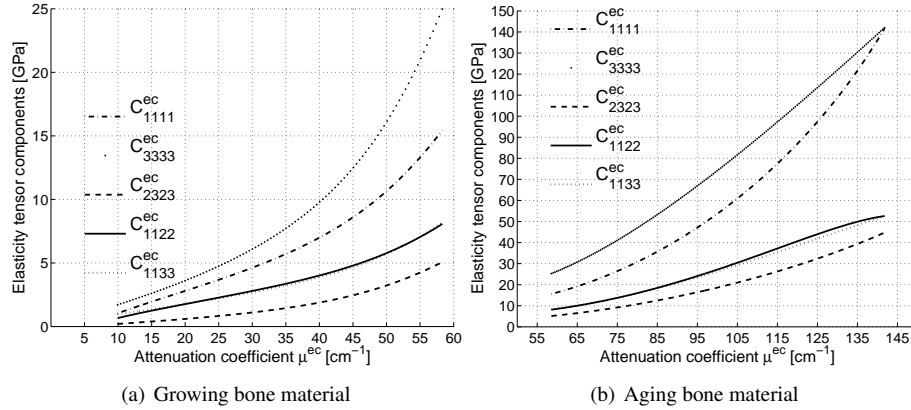 25
20
15
10
5
0
Elasticity tensor components [GPa]
C^ec_1111
C^ec_3333
C^ec_2323
C^ec_1122
C^ec_1133
5 10 15 20 25 30 35 40 45 50 55 60
Attenuation coefficient μ^ec [cm⁻¹]
(a) Growing bone material
150
140
130
120
110
100
90
80
70
60
50
40
30
20
10
0
Elasticity tensor components [GPa]
C^ec_1111
C^ec_3333
C^ec_2323
C^ec_1122
C^ec_1133
55 65 75 85 95 105 115 125 135 145
Attenuation coefficient μ^ec [cm⁻¹]
(b) Aging bone material